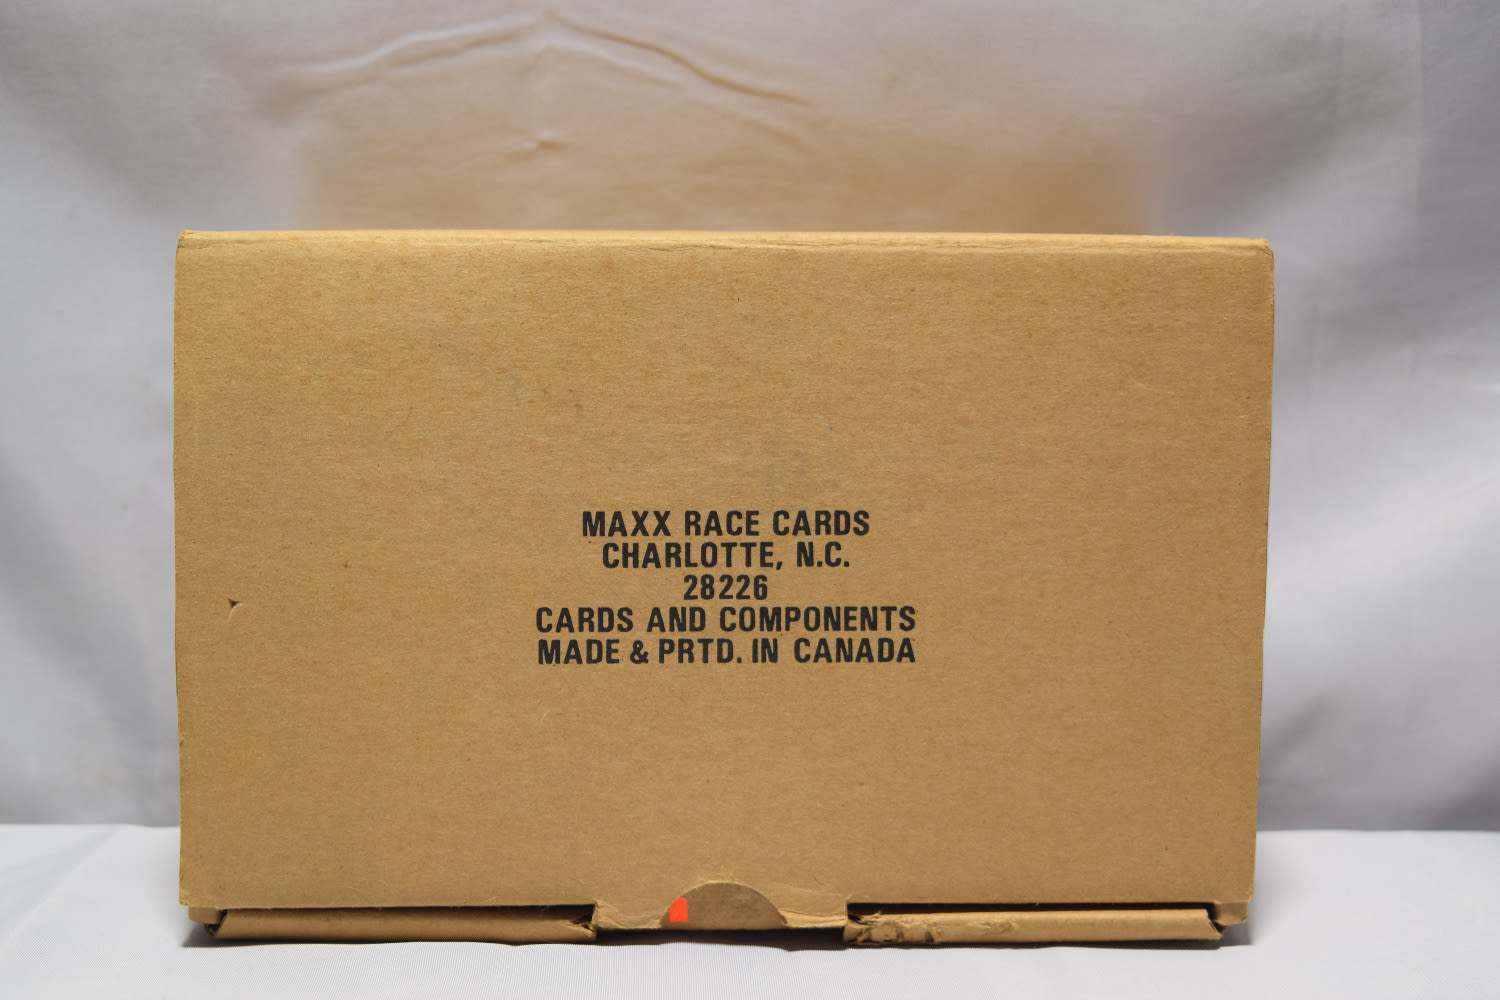 MAXX RACE CARDS
CHARLOTTE, N.C.
28226
CARDS AND COMPONENTS
MADE & PRTD. IN CANADA